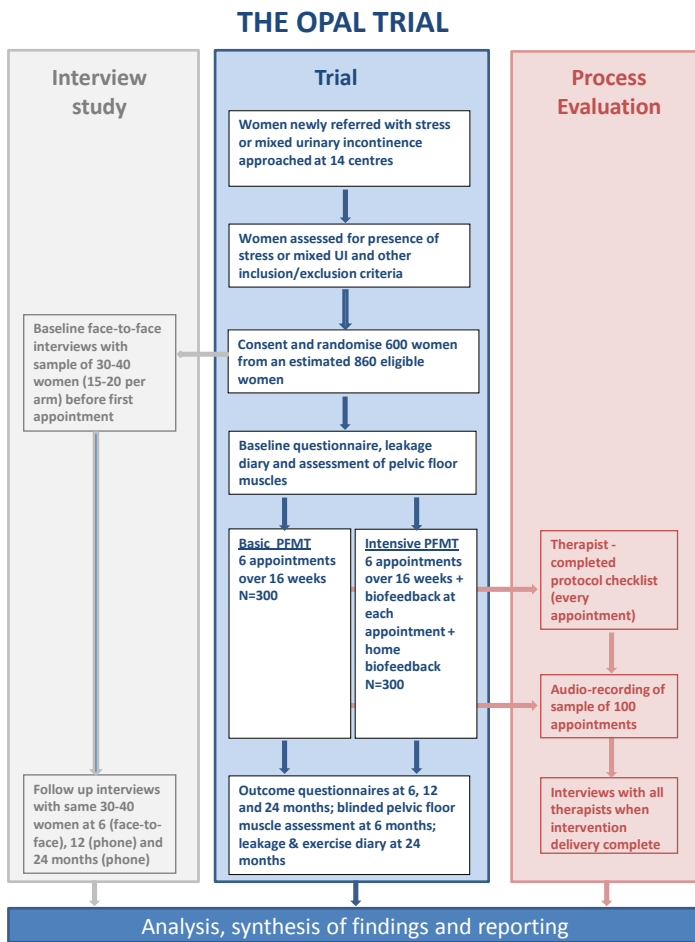 THE OPAL TRIAL
Interview
study
Baseline face-to-face
interviews with
sample of 30-40
women (15-20 per
arm) before first
appointment
Follow up interviews
with same 30-40
women at 6 (face-to-
face), 12 (phone) and
24 months (phone)
Trial
Women newly referred with stress
or mixed urinary incontinence
approached at 14 centres
Women assessed for presence of
stress or mixed UI and other
inclusion/exclusion criteria
Consent and randomise 600 women
from an estimated 860 eligible
women
Baseline questionnaire, leakage
diary and assessment of pelvic floor
muscles
Basic PFMT
6 appointments
over 16 weeks
N=300
Intensive PFMT
6 appointments
over 16 weeks +
biofeedback at
each
appointment +
home
biofeedback
N=300
Outcome questionnaires at 6, 12
and 24 months; blinded pelvic floor
muscle assessment at 6 months;
leakage & exercise diary at 24
months
Process
Evaluation
Therapist -
completed
protocol checklist
(every
appointment)
Audio-recording of
sample of 100
appointments
Interviews with all
therapists when
intervention
delivery complete
Analysis, synthesis of findings and reporting